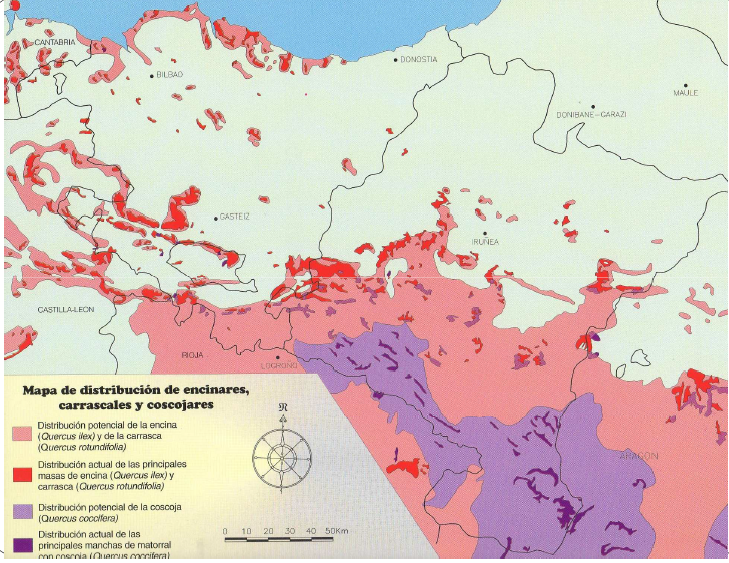 CANTABRIA
BILBAO
DONOSTIA
MAULE
DONIBANE-GARAZI
GASTEIZ
IRUÑEA
CASTILLA-LEON
RIOJA
LOGROÑO
ARAGON
Mapa de distribución de encinares,
carrascales y coscojares
Distribución potencial de la encina
(Quercus ilex) y de la carrasca
(Quercus rotundifolia)
Distribución actual de las principales
masas de encina (Quercus ilex) y
carrasca (Quercus rotundifolia)
Distribución potencial de la coscoja
(Quercus coccifera)
Distribución actual de las
principales manchas de matorral
con coscoja (Quercus coccifera)
N
0 10 20 30 40 50Km